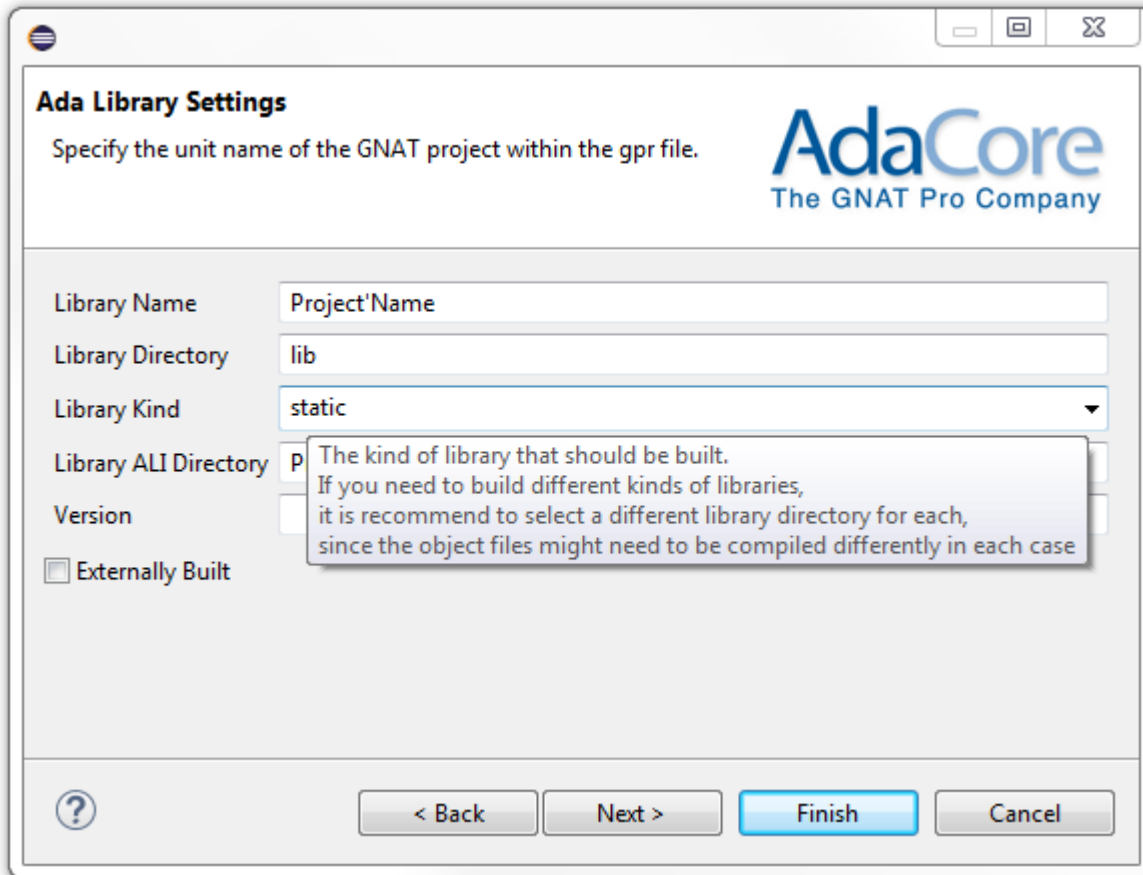 Ada Library Settings
Specify the unit name of the GNAT project within the gpr file.
AdaCore
The GNAT Pro Company
Library Name Project'Name
Library Directory lib
Library Kind static
Library ALI Directory P
The kind of library that should be built.
If you need to build different kinds of libraries,
it is recommend to select a different library directory for each,
since the object files might need to be compiled differently in each case
Version
Externally Built
?
< Back Next > Finish Cancel